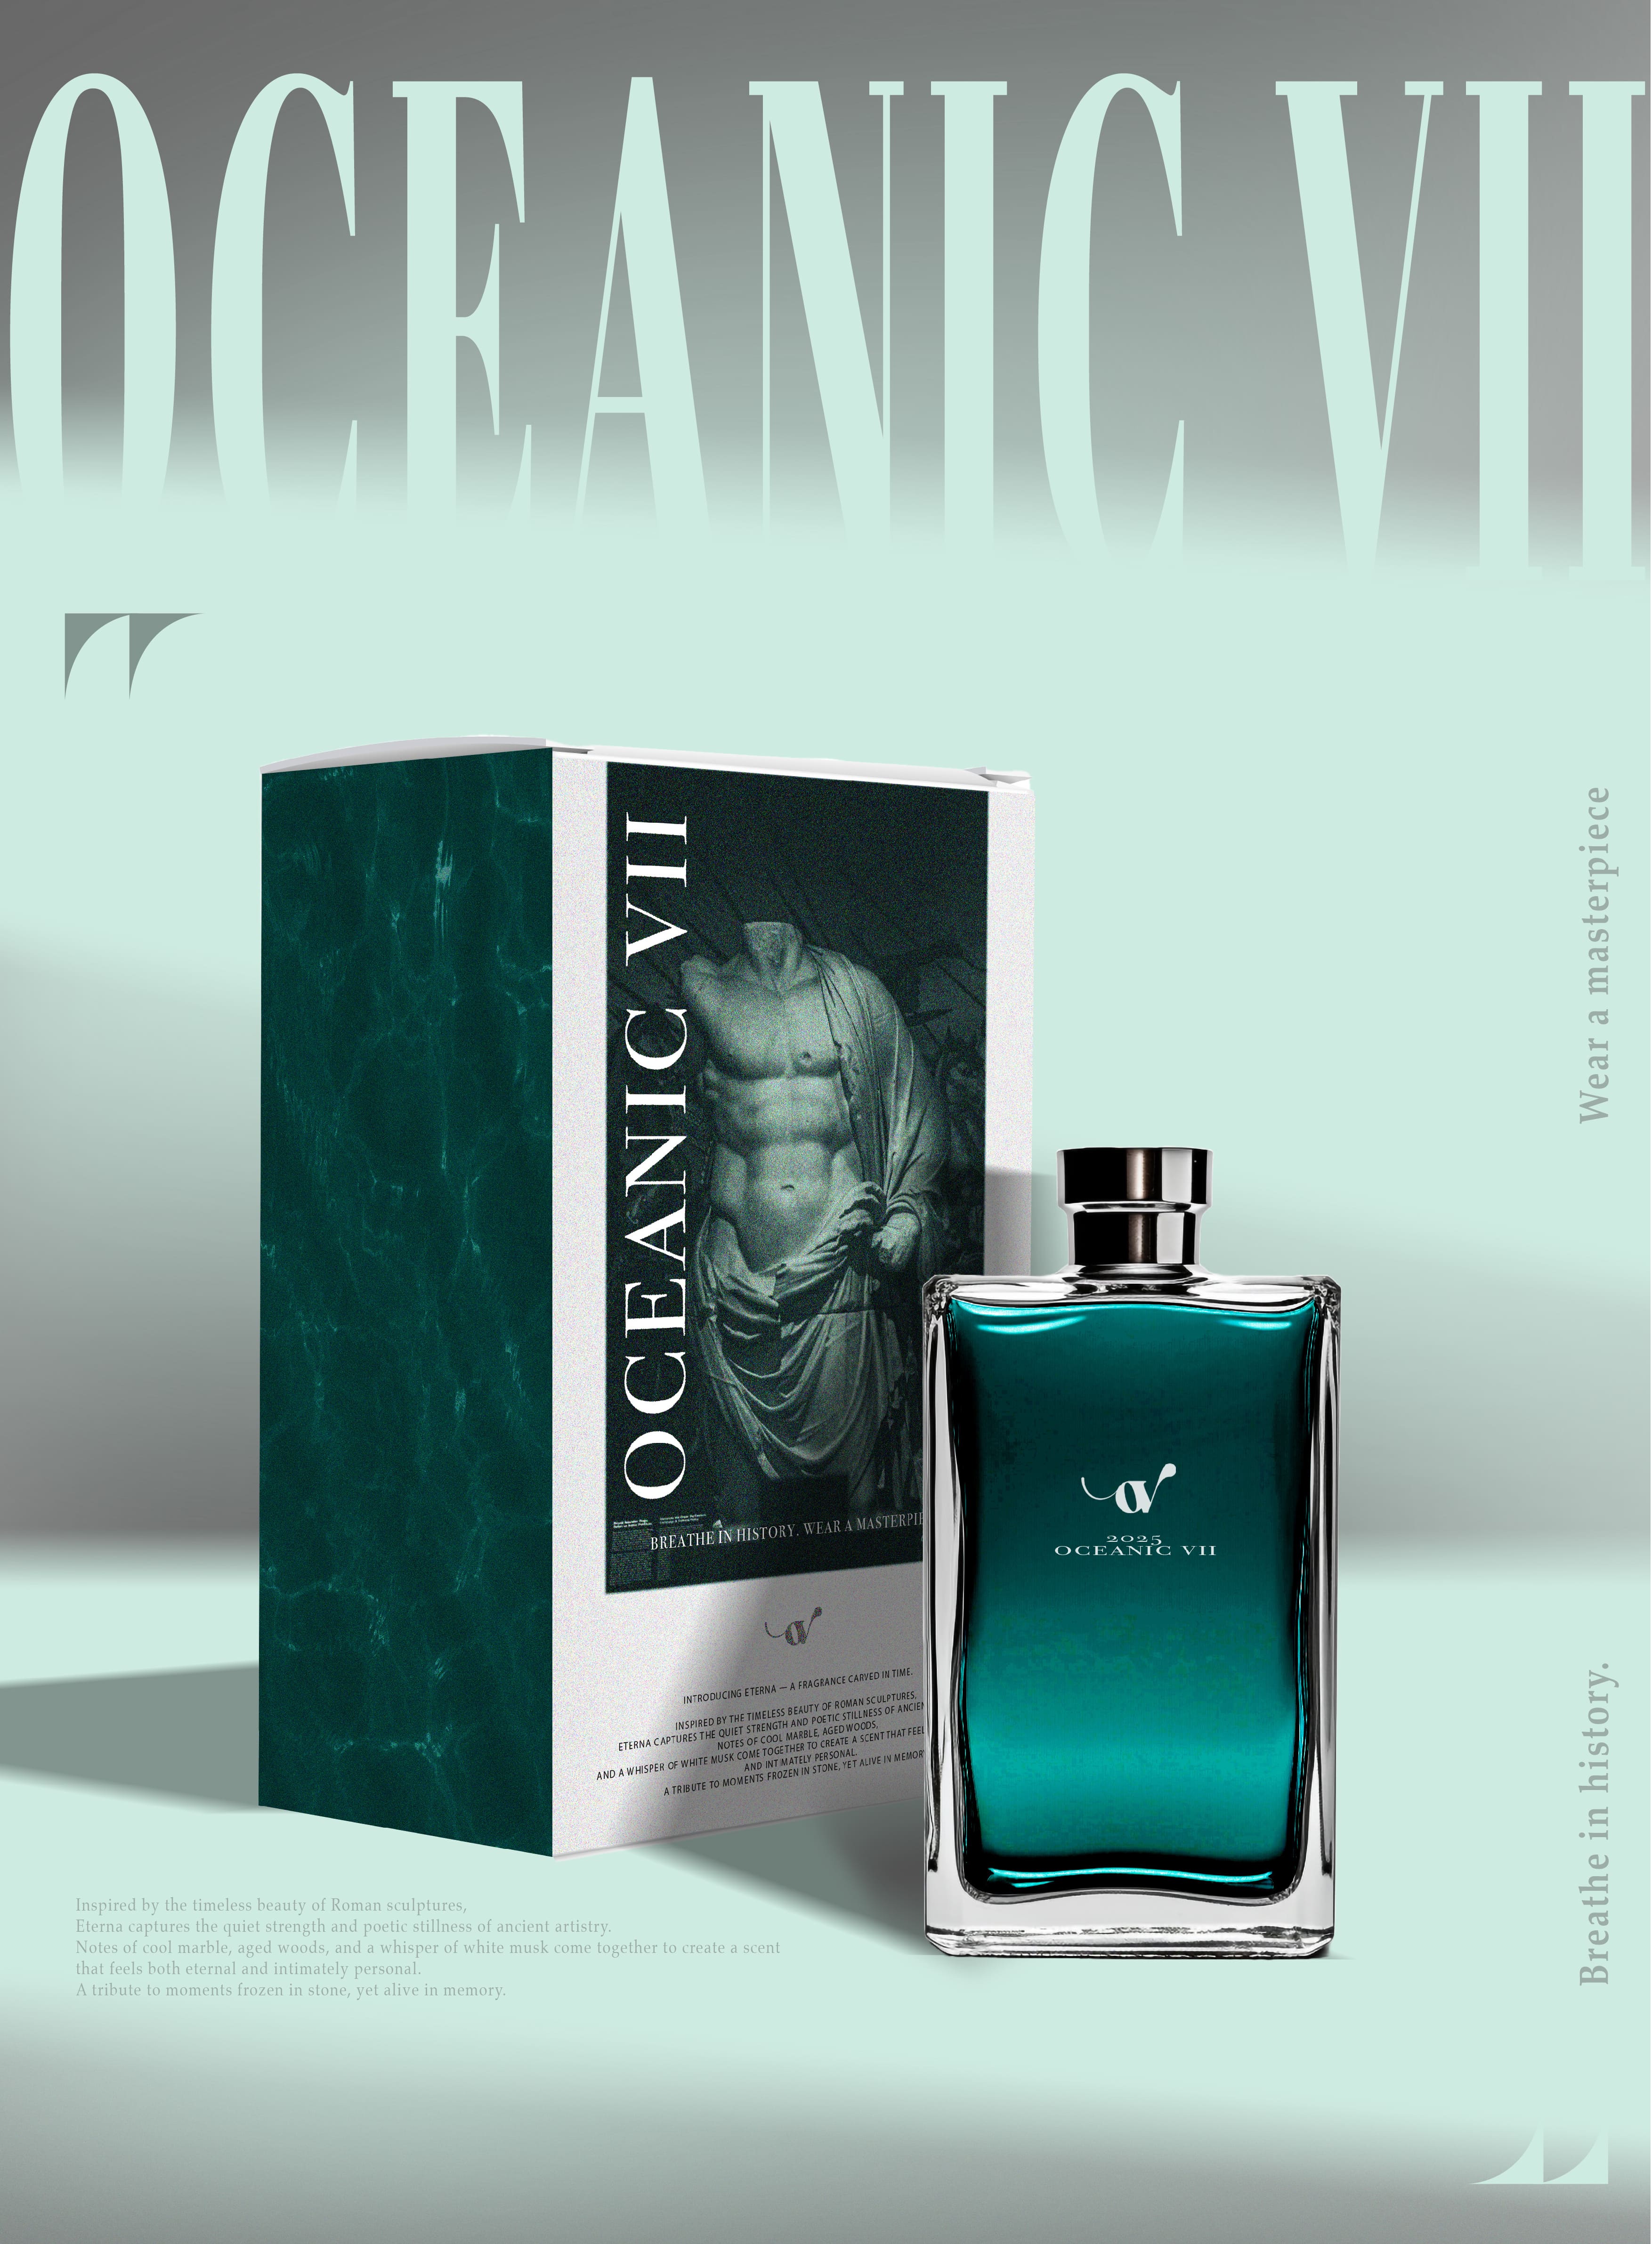 OCEANIC VII
Wear a masterpiece
Breathe in history.
OCEANIC VII
BREATHE IN HISTORY. WEAR A
INTRODUCING ETERNA — A FRAGRANCE CARVED IN TIME.
INSPIRED BY THE TIMELESS BEAUTY OF ROMAN SCULPTURES,
ETERNA CAPTURES THE QUIET STRENGTH AND POETIC STILLNESS OF
NOTES OF COOL MARBLE, AGED WOODS,
AND A WHISPER OF WHITE MUSK COME TOGETHER TO CREATE A SCENT THAT
AND INTIMATELY PERSONAL.
A TRIBUTE TO MOMENTS FROZEN IN STONE, YET ALIVE IN
2025
OCEANIC VII
Inspired by the timeless beauty of Roman sculptures,
Eterna captures the quiet strength and poetic stillness of ancient artistry.
Notes of cool marble, aged woods, and a whisper of white musk come together to create a scent
that feels both eternal and intimately personal.
A tribute to moments frozen in stone, yet alive in memory.